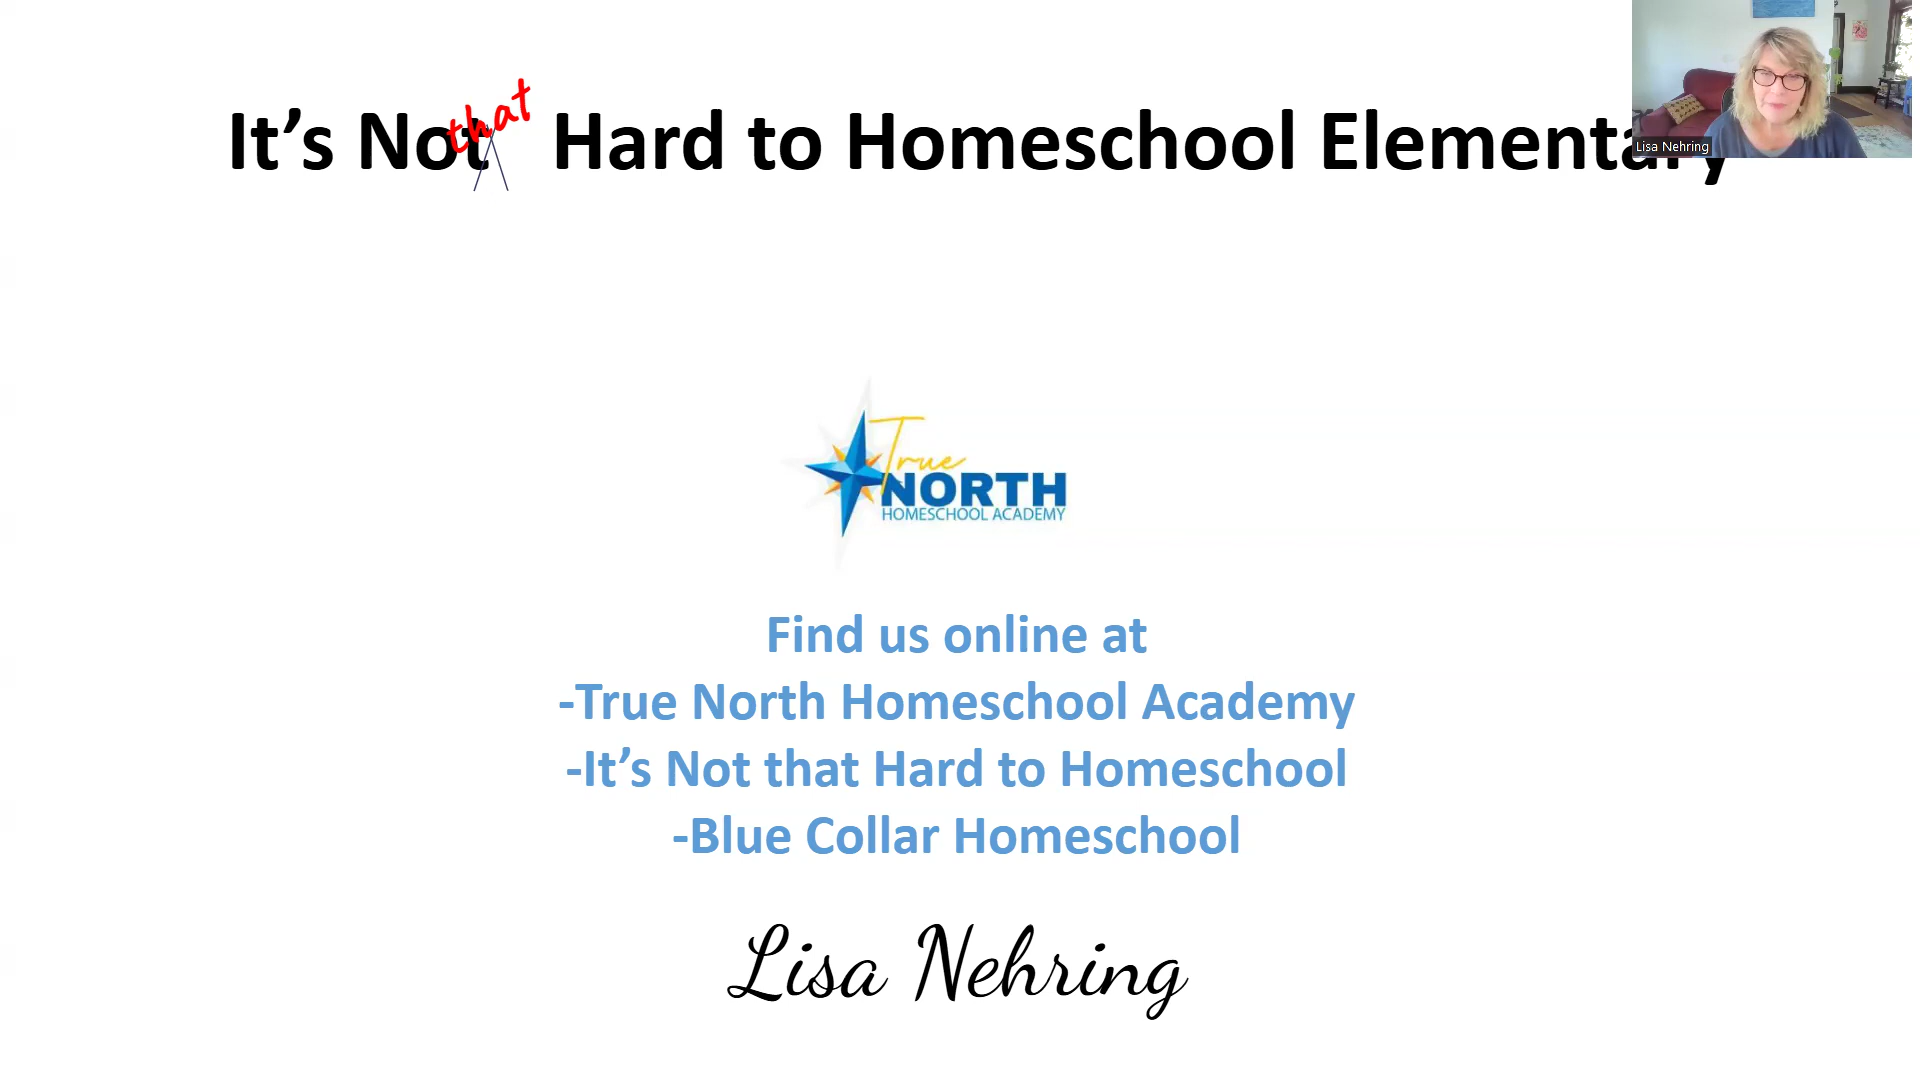 It's Not that Hard to Homeschool Elementary
Lisa Nehring
True
NORTH
HOMESCHOOL ACADEMY
Find us online at
-True North Homeschool Academy
-It's Not that Hard to Homeschool
-Blue Collar Homeschool
Lisa Nehring